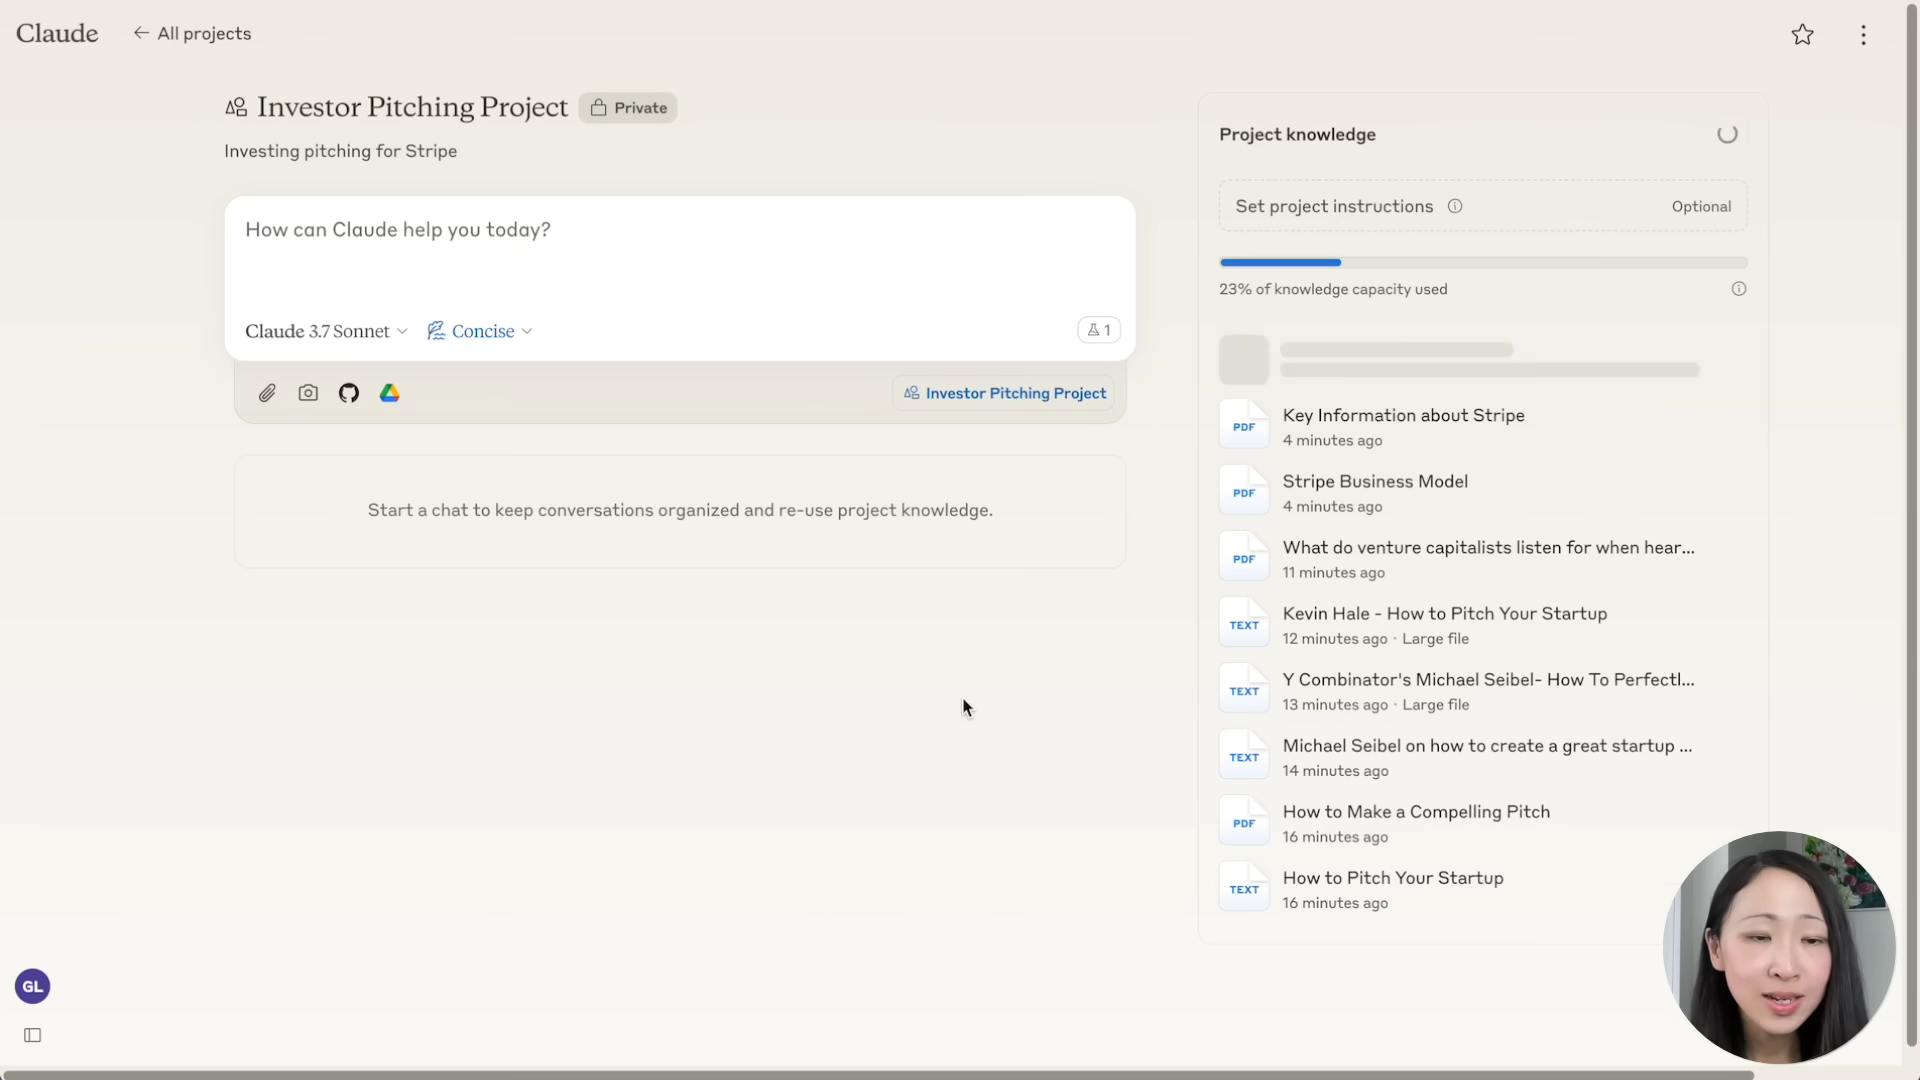 Claude
← All projects
Investor Pitching Project
Private
Investing pitching for Stripe
How can Claude help you today?
Claude 3.7 Sonnet
Concise
1
Investor Pitching Project
Start a chat to keep conversations organized and re-use project knowledge.
Project knowledge
Set project instructions
Optional
23% of knowledge capacity used
PDF
Key Information about Stripe
4 minutes ago
PDF
Stripe Business Model
4 minutes ago
PDF
What do venture capitalists listen for when hear...
11 minutes ago
TEXT
Kevin Hale - How to Pitch Your Startup
12 minutes ago · Large file
TEXT
Y Combinator's Michael Seibel- How To Perfectl...
13 minutes ago · Large file
TEXT
Michael Seibel on how to create a great startup ...
14 minutes ago
PDF
How to Make a Compelling Pitch
16 minutes ago
TEXT
How to Pitch Your Startup
16 minutes ago
GL